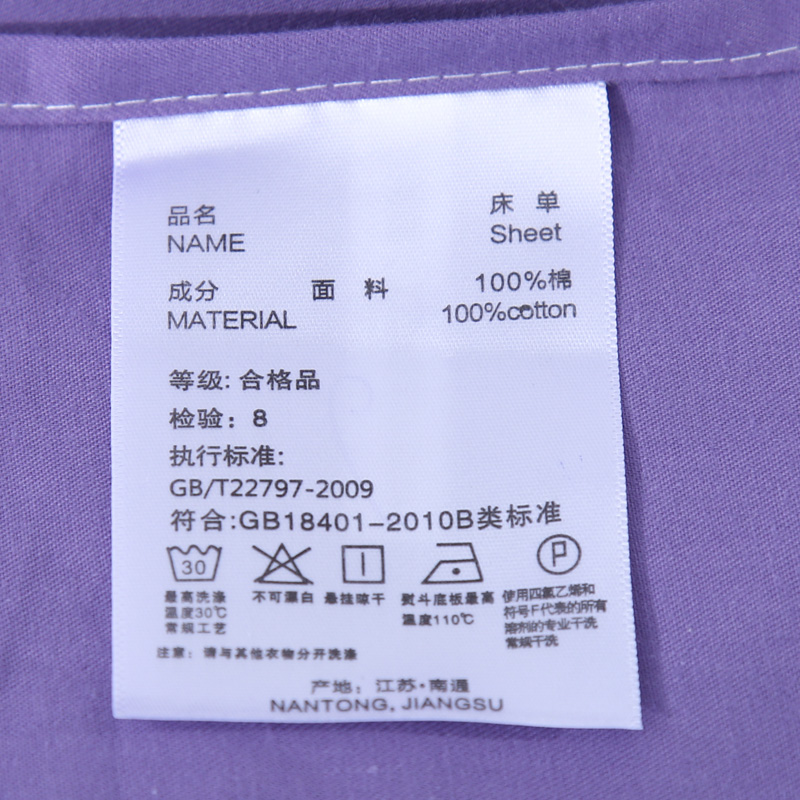 品名 床 单
NAME Sheet
成分 面 料 100%棉
MATERIAL 100%cotton
等级: 合格品
检验: 8
执行标准:
GB/T22797-2009
符合:GB18401-2010B类标准
30
P
最高洗涤
温度30℃
常规工艺
不可漂白
悬挂晾干
熨斗底板最高
温度110℃
使用四氯乙烯和
符号F代表的所有
溶剂的专业干洗
常规干洗
注意: 请与其他衣物分开洗涤
产地: 江苏·南通
NANTONG, JIANGSU